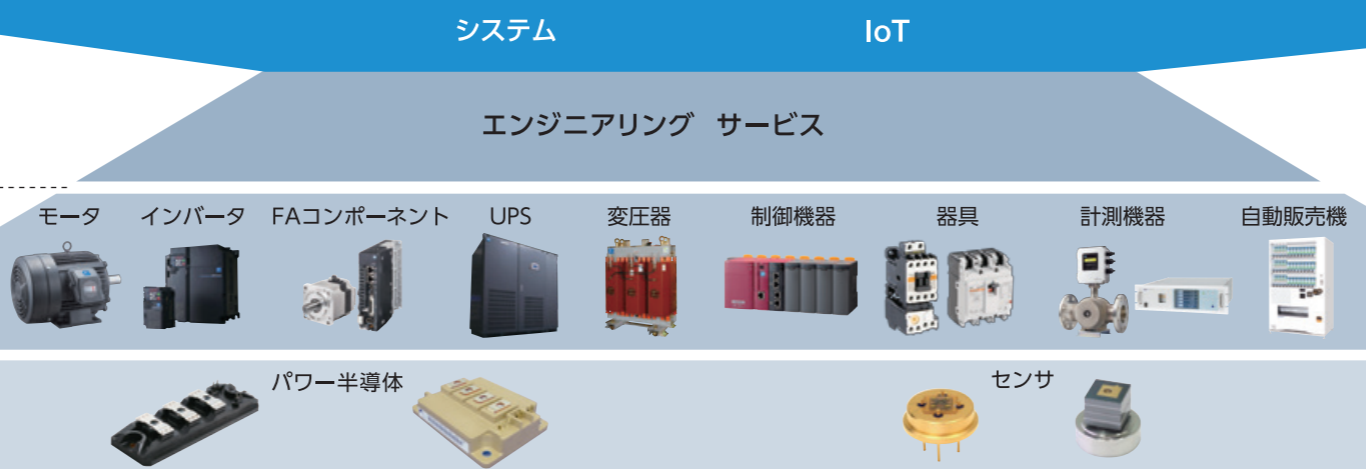 システム IoT
エンジニアリング サービス
モータ インバータ FAコンポーネント UPS 変圧器 制御機器 器具 計測機器 自動販売機
パワー半導体 センサ